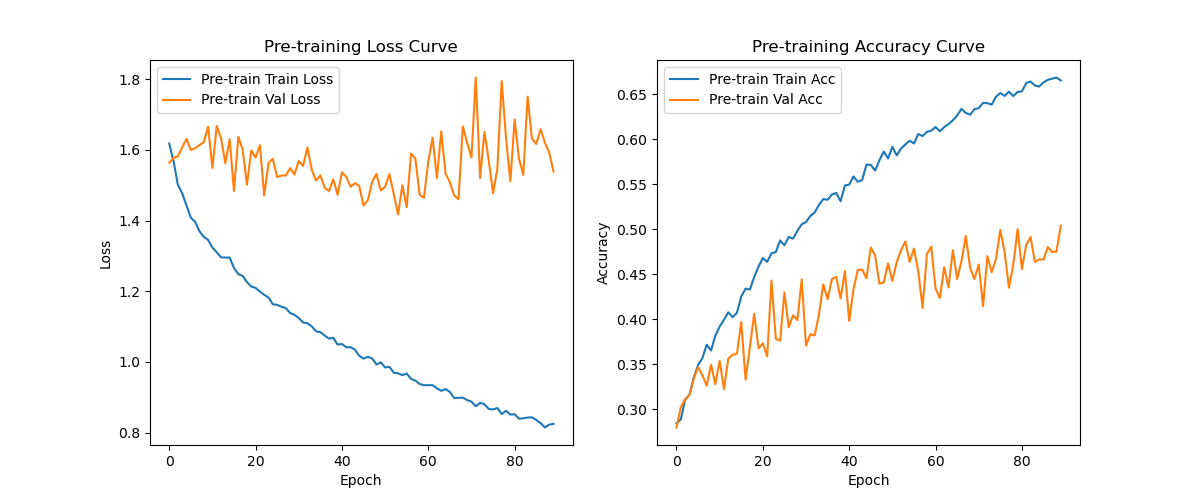 Pre-training Loss Curve
Pre-train Train Loss
Pre-train Val Loss
1.8
1.6
1.4
1.2
1.0
0.8
Loss
0 20 40 60 80
Epoch
Pre-training Accuracy Curve
Pre-train Train Acc
Pre-train Val Acc
0.65
0.60
0.55
0.50
0.45
0.40
0.35
0.30
Accuracy
0 20 40 60 80
Epoch